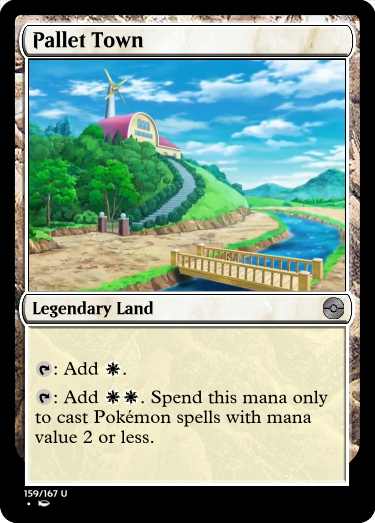 Pallet Town
Legendary Land
: Add .
: Add . Spend this mana only
to cast Pokémon spells with mana
value 2 or less.
159/167 U